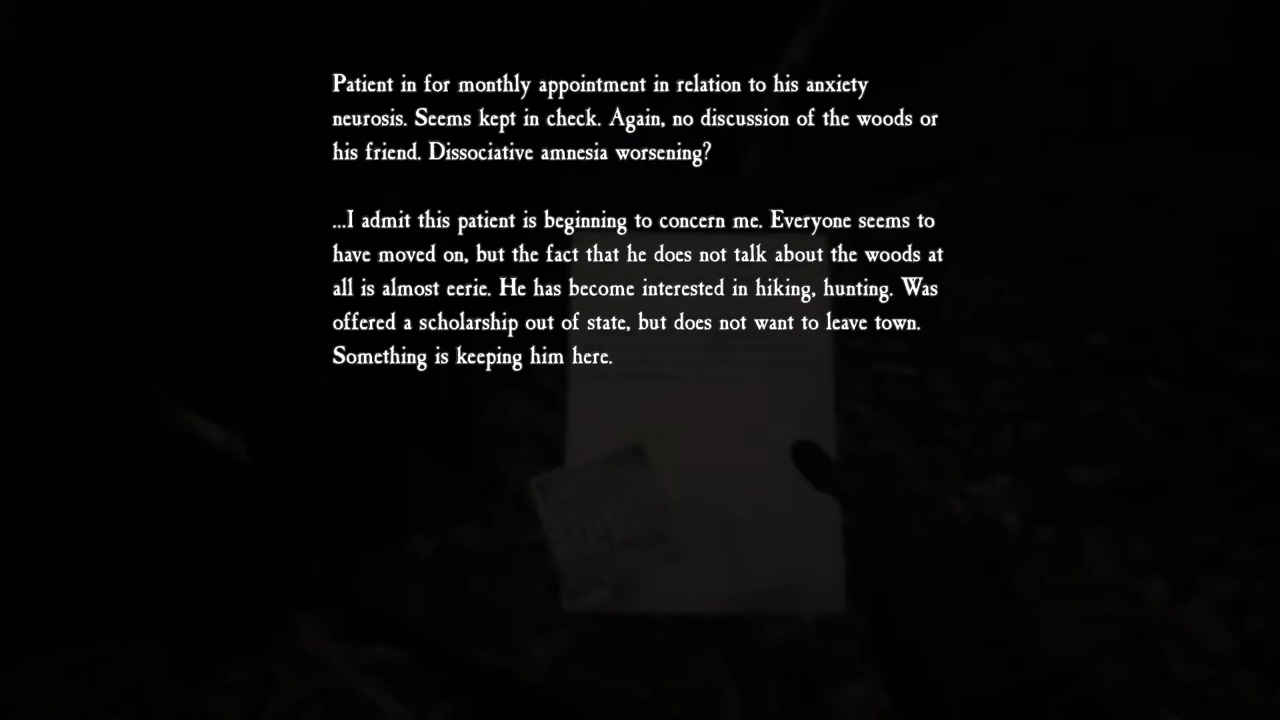 Patient in for monthly appointment in relation to his anxiety
neurosis. Seems kept in check. Again, no discussion of the woods or
his friend. Dissociative amnesia worsening?
...I admit this patient is beginning to concern me. Everyone seems to
have moved on, but the fact that he does not talk about the woods at
all is almost eerie. He has become interested in hiking, hunting. Was
offered a scholarship out of state, but does not want to leave town.
Something is keeping him here.